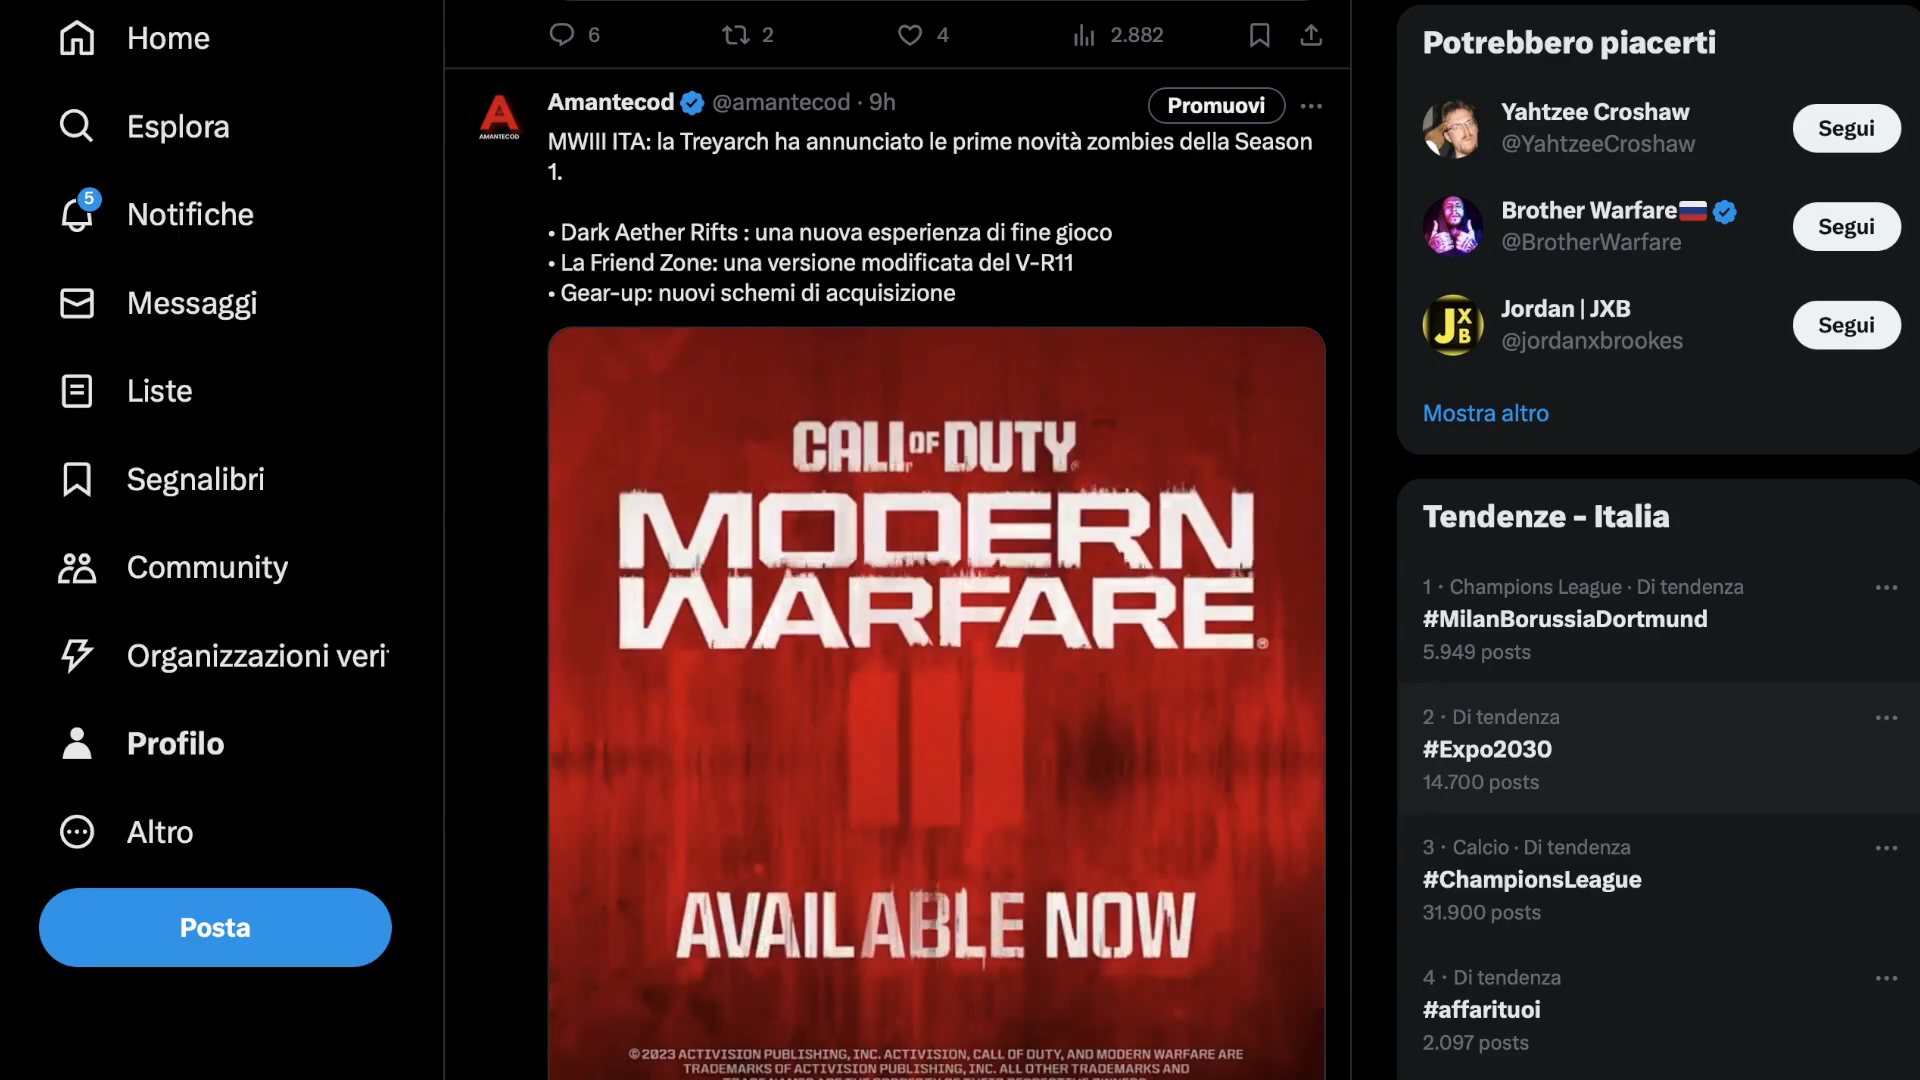 Home
Esplora
5
Notifiche
Messaggi
Liste
Segnalibri
Community
Organizzazioni veri
Profilo
Altro
Posta
6 2 4 2.882
A
AMANTECOD
Amantecod @amantecod · 9h
Promuovi
MWIII ITA: la Treyarch ha annunciato le prime novità zombies della Season
1.
• Dark Aether Rifts : una nuova esperienza di fine gioco
• La Friend Zone: una versione modificata del V-R11
• Gear-up: nuovi schemi di acquisizione
CALL OF DUTY®
MODERN
WARFARE®
III
AVAILABLE NOW
©2023 ACTIVISION PUBLISHING, INC. ACTIVISION, CALL OF DUTY, AND MODERN WARFARE ARE
TRADEMARKS OF ACTIVISION PUBLISHING, INC. ALL OTHER TRADEMARKS AND
Potrebbero piacerti
Yahtzee Croshaw
@YahtzeeCroshaw
Segui
Brother Warfare
@BrotherWarfare
Segui
JXB
Jordan | JXB
@jordanxbrookes
Segui
Mostra altro
Tendenze - Italia
1 · Champions League · Di tendenza
#MilanBorussiaDortmund
5.949 posts
2 · Di tendenza
#Expo2030
14.700 posts
3 · Calcio · Di tendenza
#ChampionsLeague
31.900 posts
4 · Di tendenza
#affarituoi
2.097 posts